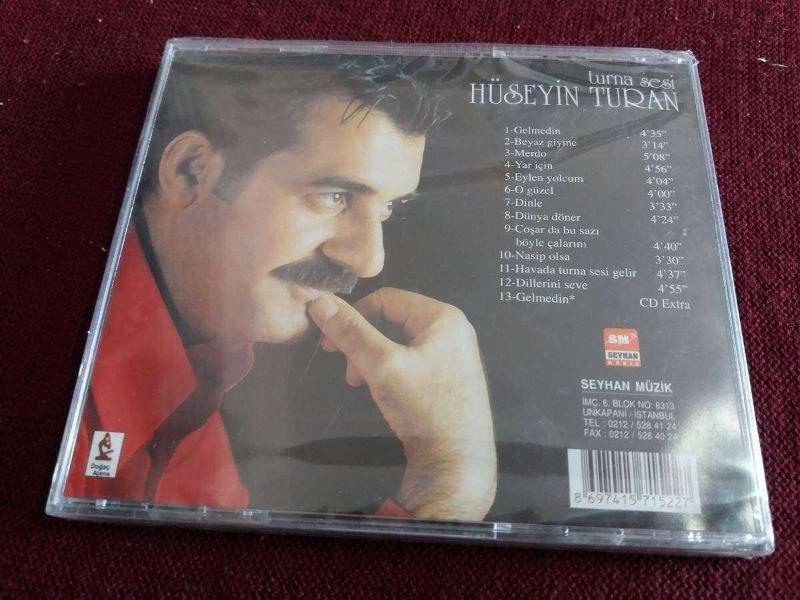 turna sesi
HÜSEYİN TURAN
1-Gelmedin 4'35"
2-Beyaz giyme 3'14"
3-Merdo 5'08"
4-Yar için 4'56"
5-Eylen yolcum 4'04"
6-O güzel 4'00"
7-Dinle 3'33"
8-Dünya döner 4'24"
9-Coşar da bu sazı
böyle çalarım 4'40"
10-Nasip olsa 3'30"
11-Havada turna sesi gelir 4'37"
12-Dillerini seve 4'55"
13-Gelmedin* CD Extra
SM
SEYHAN
MÜZİK
SEYHAN MÜZİK
İMÇ. 6. BLOK NO: 6313
UNKAPANI / İSTANBUL
TEL : 0212 / 528 41 24
FAX : 0212 / 528 40 24
8 697415 715227
Doğaç
Ajans